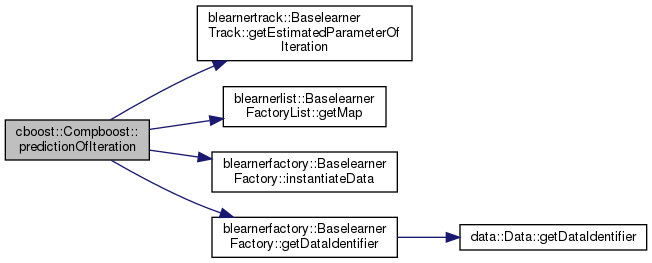 blearnertrack::Baselearner
Track::getEstimatedParameterOf
Iteration
blearnerlist::Baselearner
FactoryList::getMap
cboost::Compboost::
predictionOfIteration
blearnerfactory::Baselearner
Factory::instantiateData
blearnerfactory::Baselearner
Factory::getDataIdentifier
data::Data::getDataIdentifier